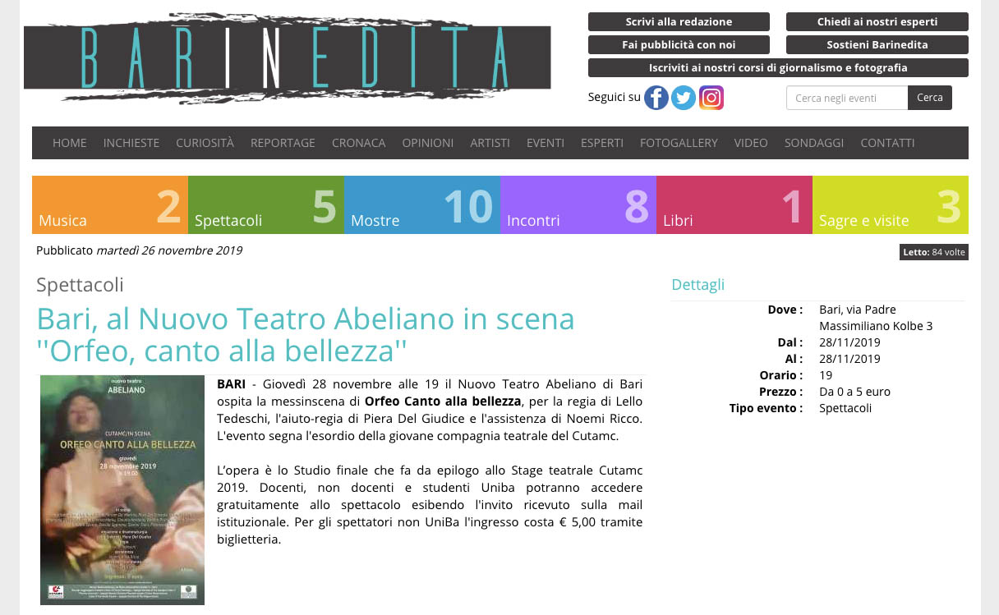 BARINEDITA
Scrivi alla redazione
Chiedi ai nostri esperti
Fai pubblicità con noi
Sostieni Barinedita
Iscriviti ai nostri corsi di giornalismo e fotografia
Seguici su
Cerca negli eventi
Cerca
HOME INCHIESTE CURIOSITÀ REPORTAGE CRONACA OPINIONI ARTISTI EVENTI ESPERTI FOTOGALLERY VIDEO SONDAGGI CONTATTI
Musica 2
Spettacoli 5
Mostre 10
Incontri 8
Libri 1
Sagre e visite 3
Pubblicato martedì 26 novembre 2019
Letto: 84 volte
Spettacoli
Bari, al Nuovo Teatro Abeliano in scena
''Orfeo, canto alla bellezza''
nuovo teatro
ABELIANO
CUTAMC/IN SCENA
ORFEO CANTO ALLA BELLEZZA
giovedì
28 novembre 2019
BARI - Giovedì 28 novembre alle 19 il Nuovo Teatro Abeliano di Bari
ospita la messinscena di Orfeo Canto alla bellezza, per la regia di Lello
Tedeschi, l'aiuto-regia di Piera Del Giudice e l'assistenza di Noemi Ricco.
L'evento segna l'esordio della giovane compagnia teatrale del Cutamc.
L’opera è lo Studio finale che fa da epilogo allo Stage teatrale Cutamc
2019. Docenti, non docenti e studenti Uniba potranno accedere
gratuitamente allo spettacolo esibendo l'invito ricevuto sulla mail
istituzionale. Per gli spettatori non UniBa l'ingresso costa € 5,00 tramite
biglietteria.
Dettagli
Dove : Bari, via Padre
Massimiliano Kolbe 3
Dal : 28/11/2019
Al : 28/11/2019
Orario : 19
Prezzo : Da 0 a 5 euro
Tipo evento : Spettacoli